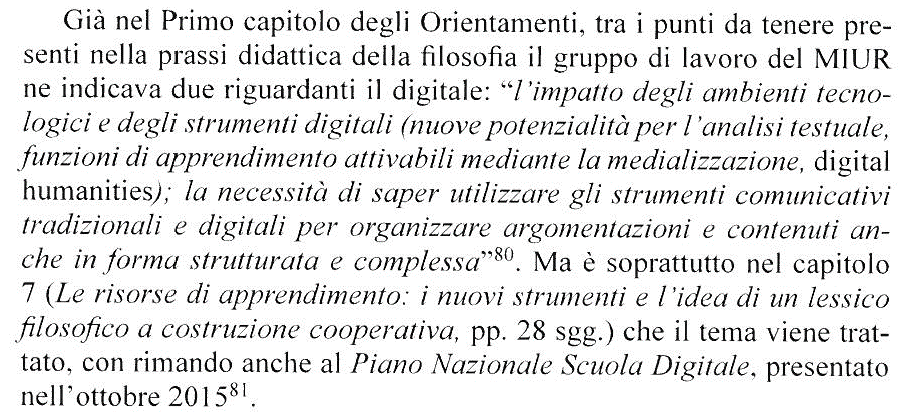 Già nel Primo capitolo degli Orientamenti, tra i punti da tenere pre-
senti nella prassi didattica della filosofia il gruppo di lavoro del MIUR
ne indicava due riguardanti il digitale: “l’impatto degli ambienti tecno-
logici e degli strumenti digitali (nuove potenzialità per l’analisi testuale,
funzioni di apprendimento attivabili mediante la medializzazione, digital
humanities); la necessità di saper utilizzare gli strumenti comunicativi
tradizionali e digitali per organizzare argomentazioni e contenuti an-
che in forma strutturata e complessa”⁸⁰. Ma è soprattutto nel capitolo
7 (Le risorse di apprendimento: i nuovi strumenti e l’idea di un lessico
filosofico a costruzione cooperativa, pp. 28 sgg.) che il tema viene trat-
tato, con rimando anche al Piano Nazionale Scuola Digitale, presentato
nell’ottobre 2015⁸¹.